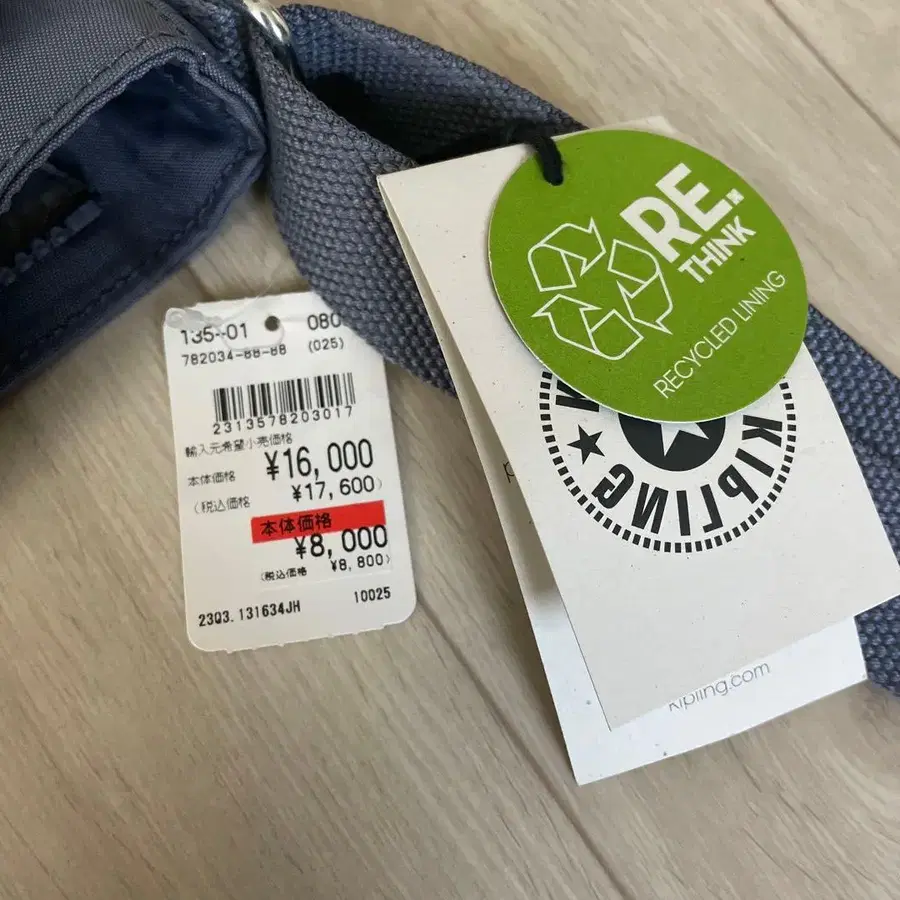 135-01 080
782034-88-88 (025)
2313578203017
輸入元希望小売価格
本体価格 ¥16,000
(税込価格 ¥17,600)
本体価格
¥8,000
(税込価格 ¥8,800)
23Q3.131634JH 10025
RE.
THINK
RECYCLED LINING
KIPLING
kipling.com